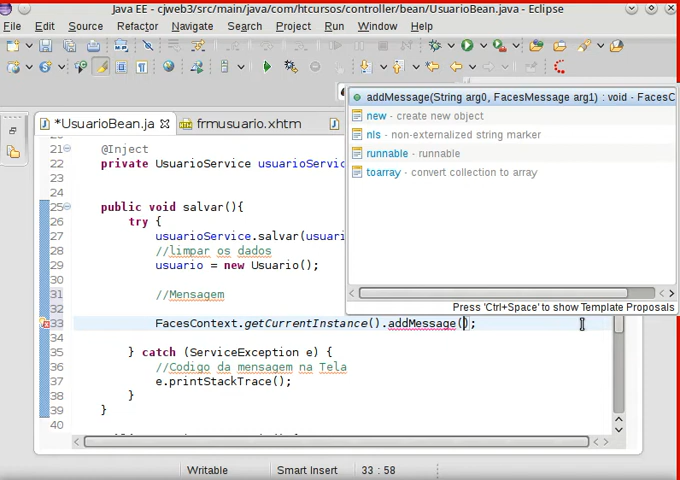 Java EE - cjweb3/src/main/java/com/htcursos/controller/bean/UsuarioBean.java - Eclipse
File Edit Source Refactor Navigate Search Project Run Window Help
*UsuarioBean.ja frmusuario.xhtm
addMessage(String arg0, FacesMessage arg1) : void - FacesC
new - create new object
nls - non-externalized string marker
runnable - runnable
toarray - convert collection to array
Press 'Ctrl+Space' to show Template Proposals
21 @Inject
22 private UsuarioService usuarioServic
23
24
25 public void salvar(){
26 try {
27 usuarioService.salvar(usuari
28 //limpar os dados
29 usuario = new Usuario();
30
31 //Mensagem
32
33 FacesContext.getCurrentInstance().addMessage();
34
35 } catch (ServiceException e) {
36 //Codigo da mensagem na Tela
37 e.printStackTrace();
38 }
39 }
40
Writable Smart Insert 33 : 58